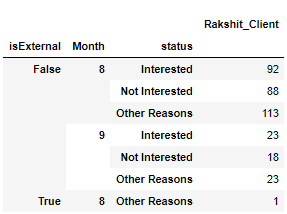 Rakshit_Client
isExternal Month status
False 8 Interested 92
Not Interested 88
Other Reasons 113
9 Interested 23
Not Interested 18
Other Reasons 23
True 8 Other Reasons 1